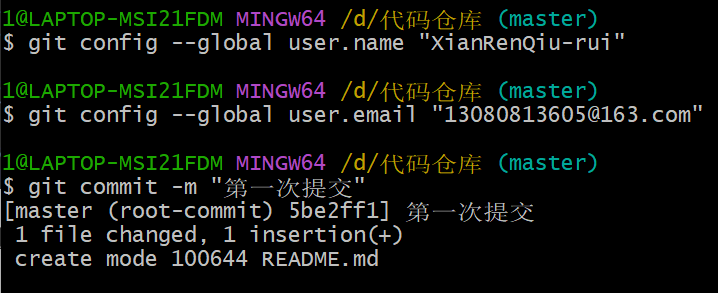 1@LAPTOP-MSI21FDM MINGW64 /d/代码仓库 (master)
$ git config --global user.name "XianRenQiu-rui"
1@LAPTOP-MSI21FDM MINGW64 /d/代码仓库 (master)
$ git config --global user.email "13080813605@163.com"
1@LAPTOP-MSI21FDM MINGW64 /d/代码仓库 (master)
$ git commit -m "第一次提交"
[master (root-commit) 5be2ff1] 第一次提交
1 file changed, 1 insertion(+)
create mode 100644 README.md